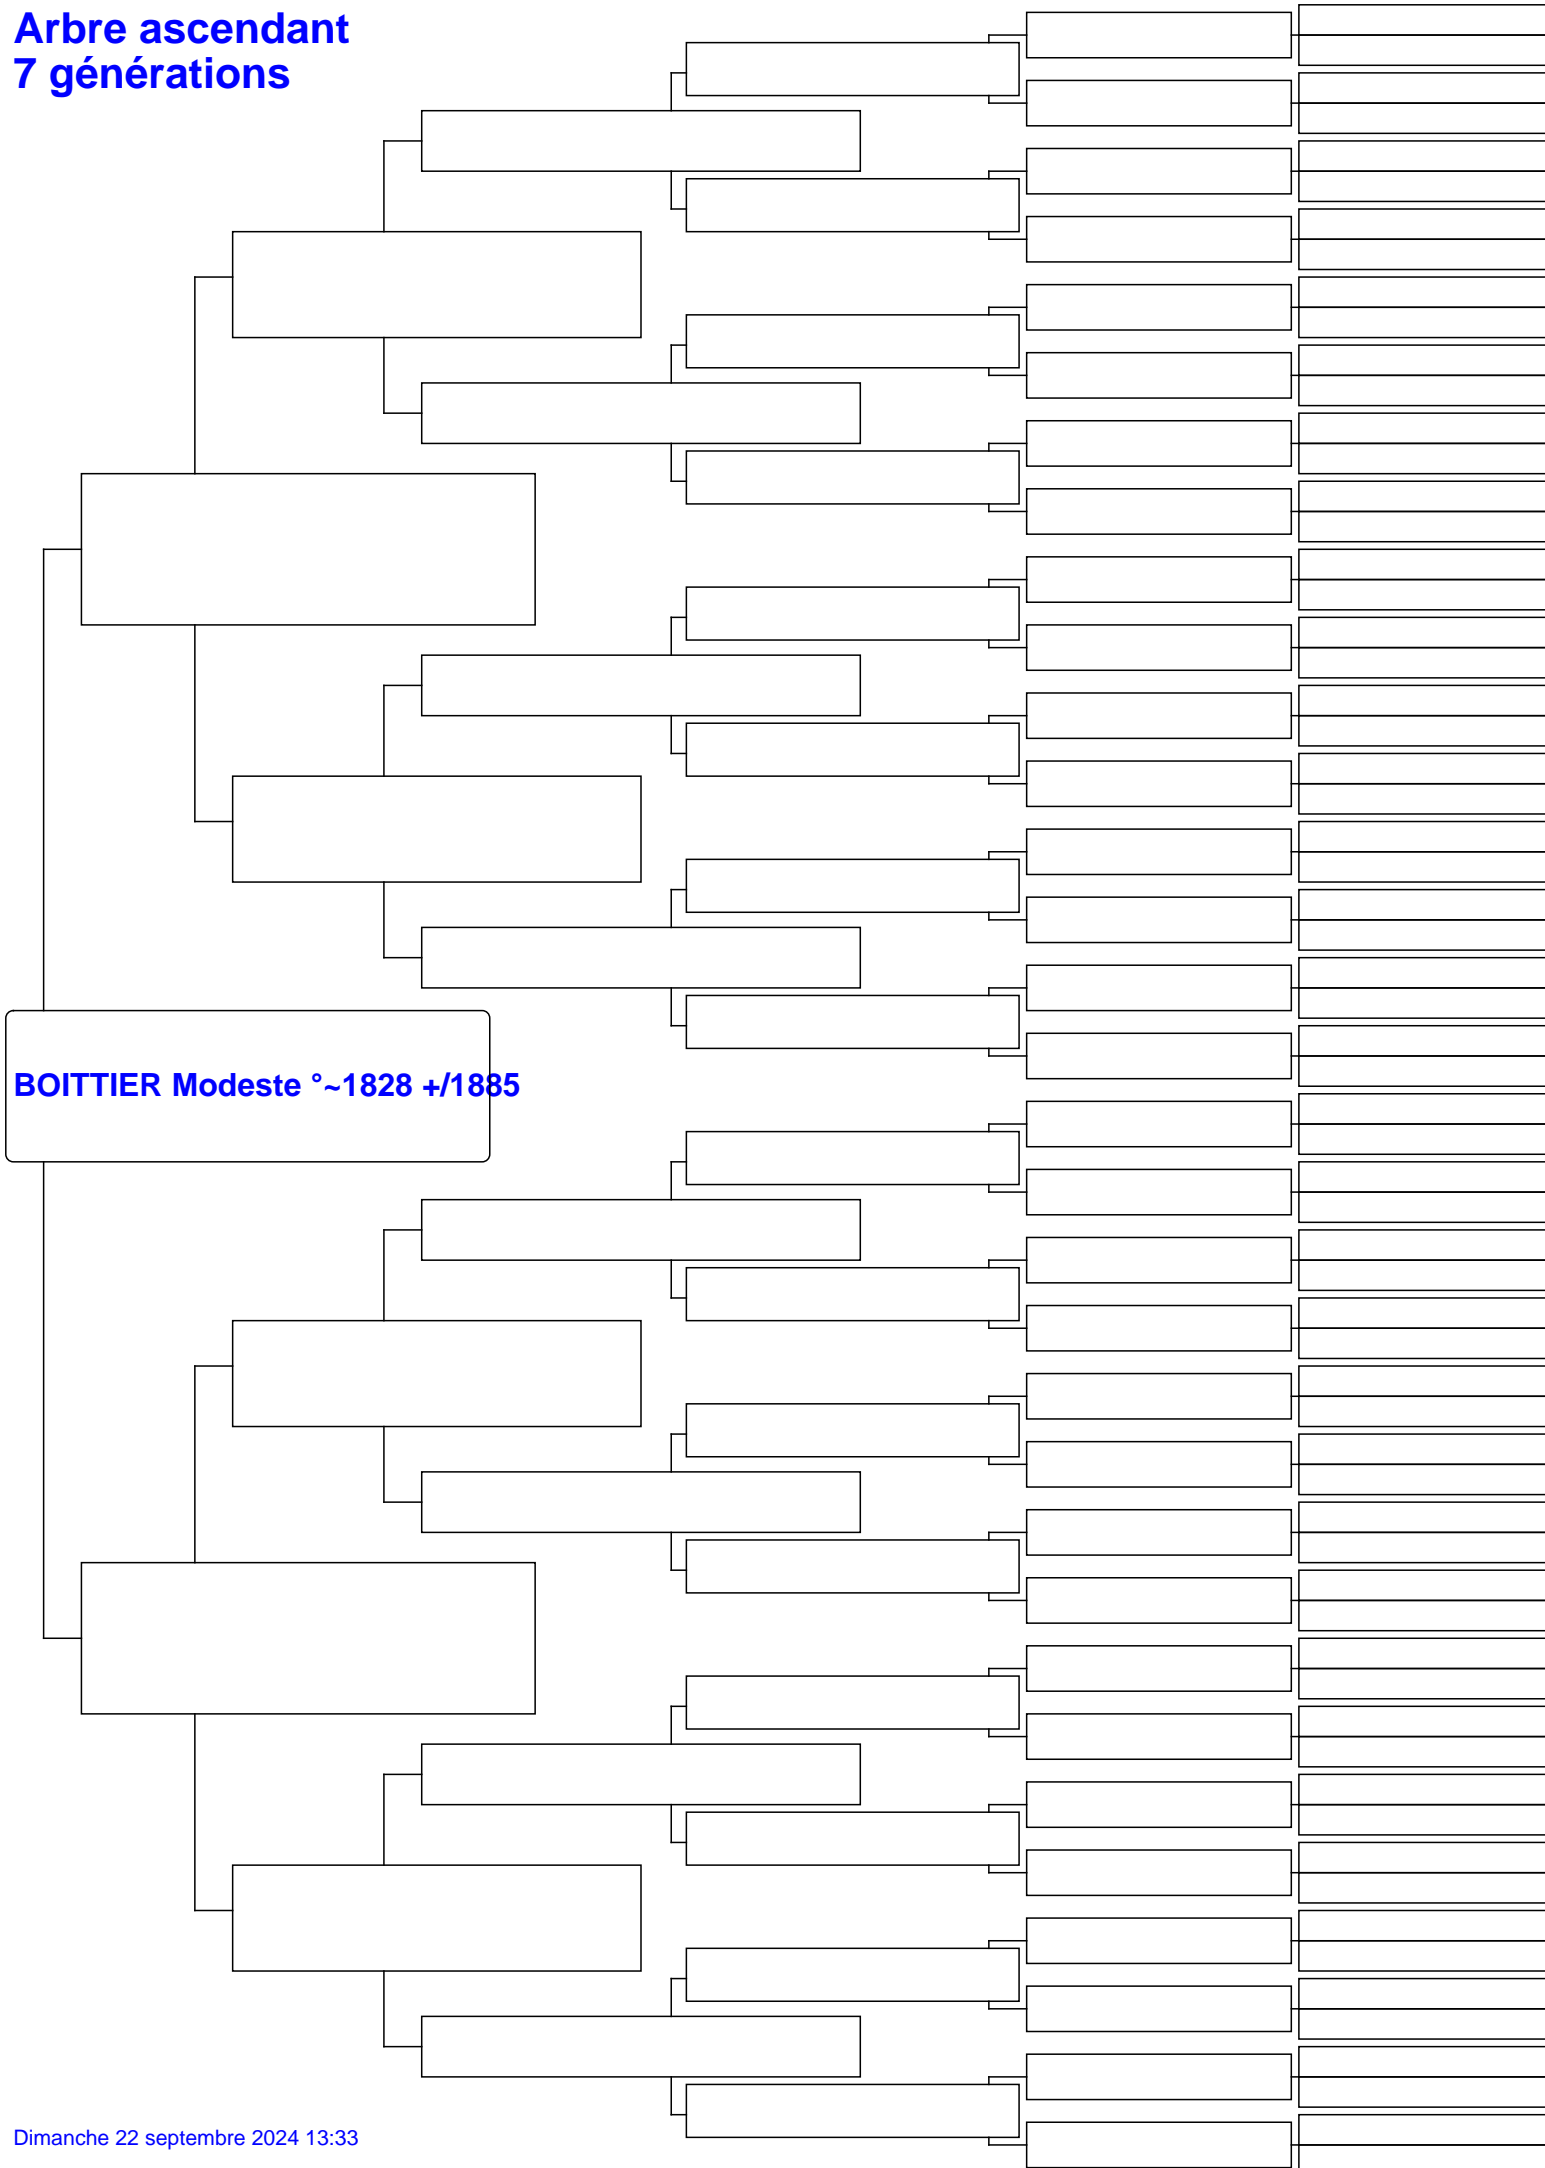 Arbre ascendant
7 générations
BOITTIER Modeste °~1828 +/1885
Dimanche 22 septembre 2024 13:33